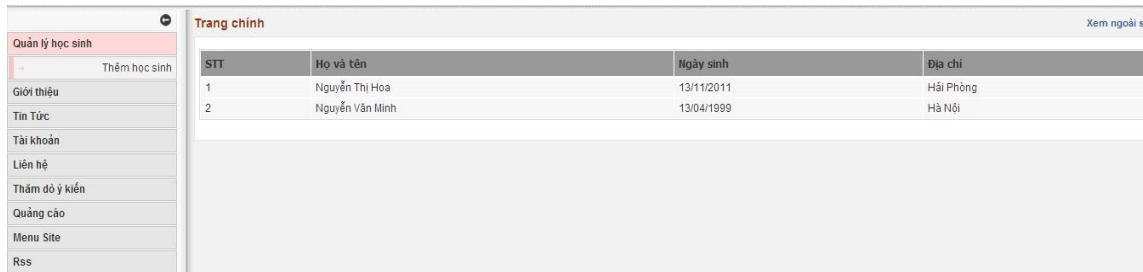 Trang chính
Xem ngoài s
Quản lý học sinh
Thêm học sinh
Giới thiệu
Tin Tức
Tài khoản
Liên hệ
Thăm dò ý kiến
Quảng cáo
Menu Site
Rss
STT Họ và tên Ngày sinh Địa chỉ
1 Nguyễn Thị Hoa 13/11/2011 Hải Phòng
2 Nguyễn Văn Minh 13/04/1999 Hà Nội